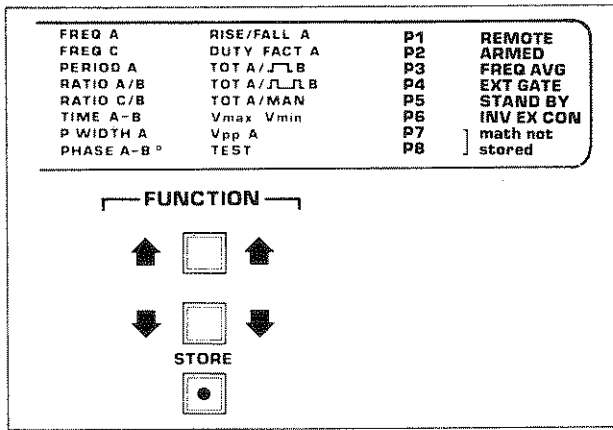 FREQ A RISE/FALL A P1 REMOTE
FREQ C DUTY FACT A P2 ARMED
PERIOD A TOT A/ B P3 FREQ AVG
RATIO A/B TOT A/ B P4 EXT GATE
RATIO C/B TOT A/MAN P5 STAND BY
TIME A-B Vmax Vmin P6 INV EX CON
P WIDTH A Vpp A P7 math not
PHASE A-B° TEST P8 stored
FUNCTION
STORE